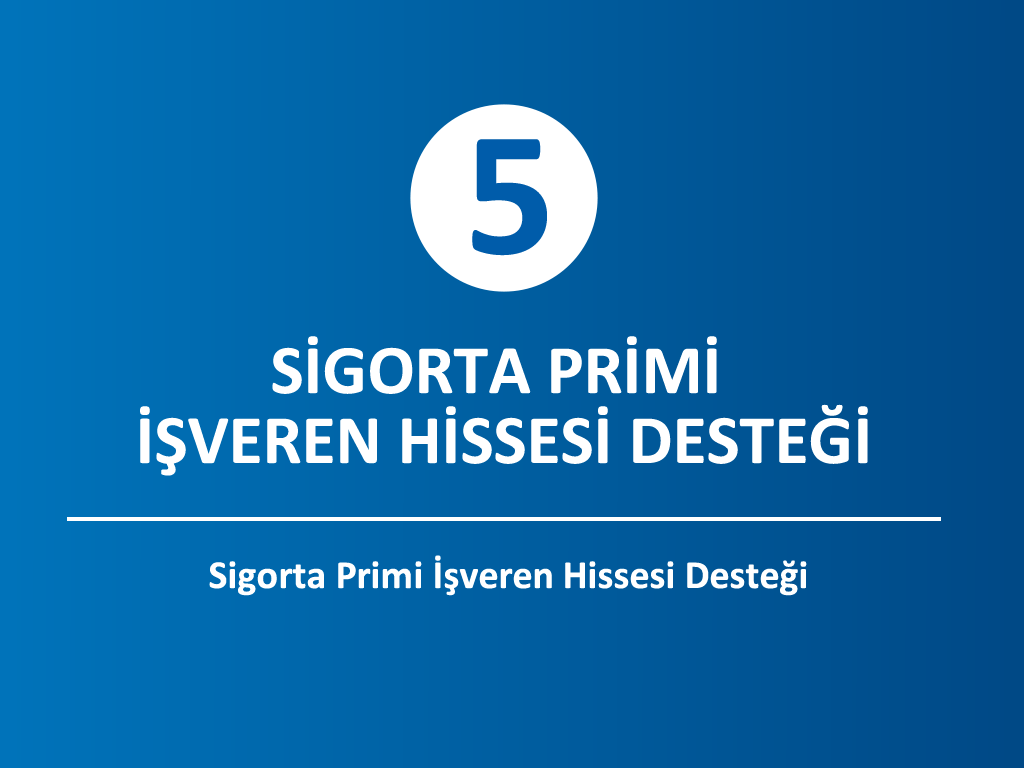 5
SİGORTA PRİMİ
İŞVEREN HİSSESİ DESTEĞİ
Sigorta Primi İşveren Hissesi Desteği